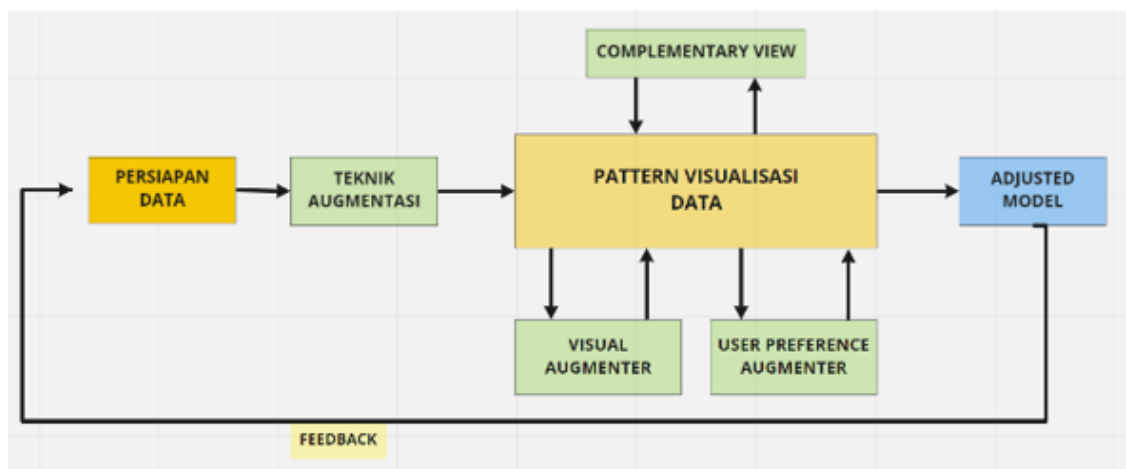 COMPLEMENTARY VIEW
PERSIAPAN
DATA
TEKNIK
AUGMENTASI
PATTERN VISUALISASI
DATA
ADJUSTED
MODEL
VISUAL
AUGMENTER
USER PREFERENCE
AUGMENTER
FEEDBACK